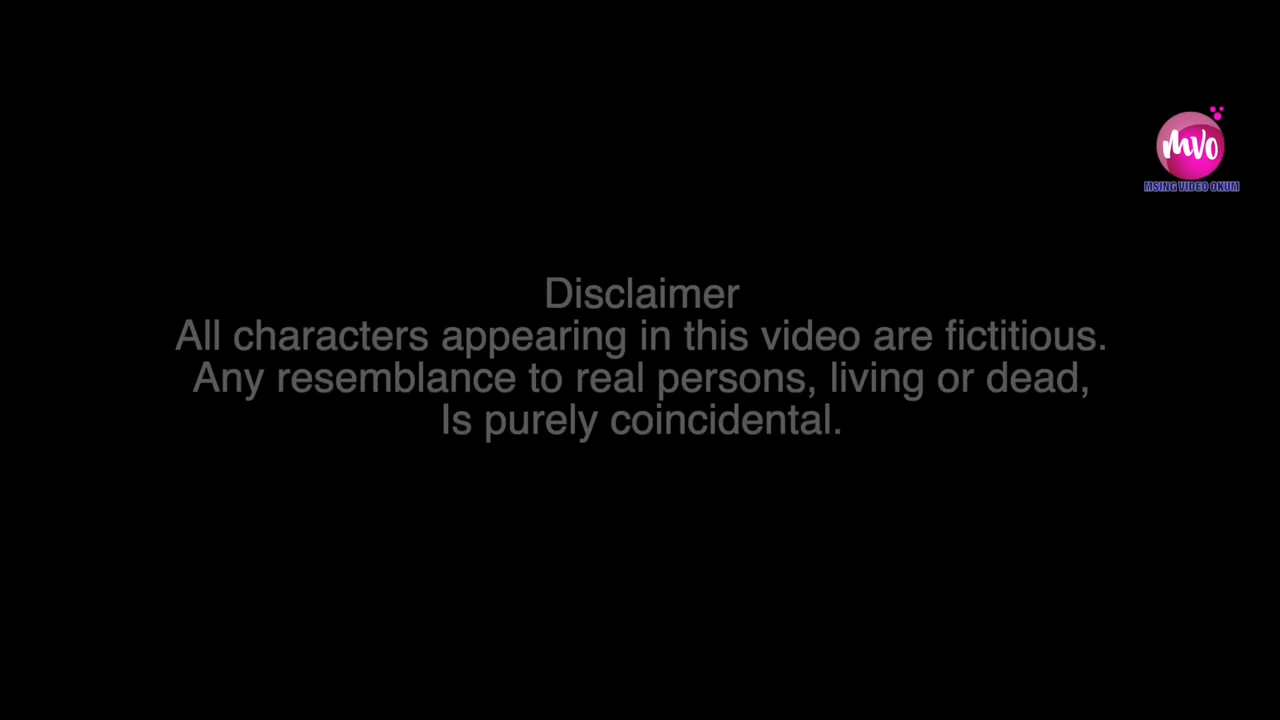 mvo
MSING VIDEO OKUM
Disclaimer
All characters appearing in this video are fictitious.
Any resemblance to real persons, living or dead,
Is purely coincidental.